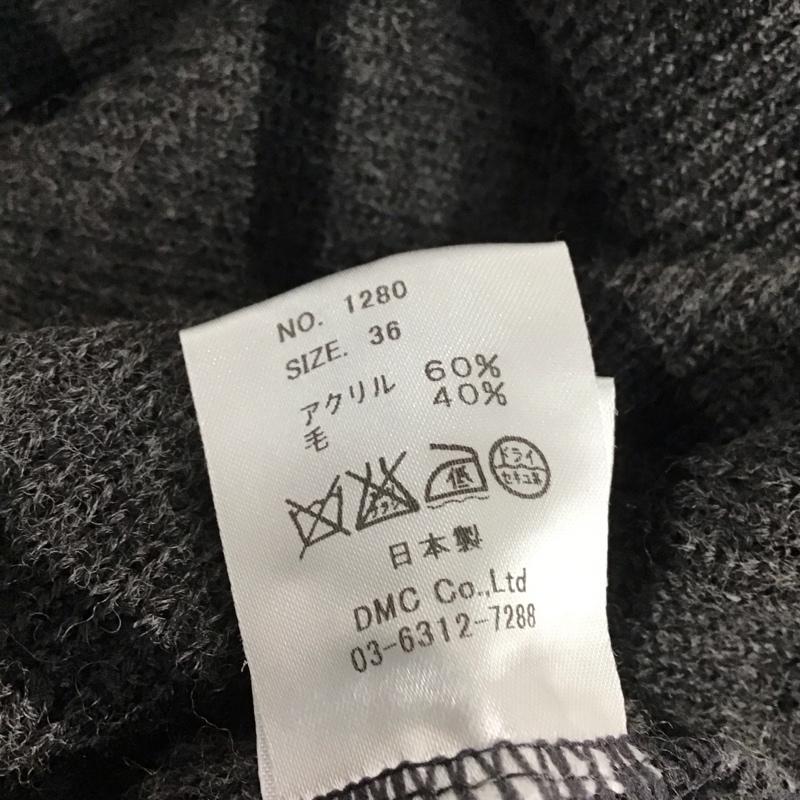 NO. 1280
SIZE. 36
アクリル 60%
毛 40%
低 ドライ
セキユ系
日本製
DMC Co.,Ltd
03-6312-7288